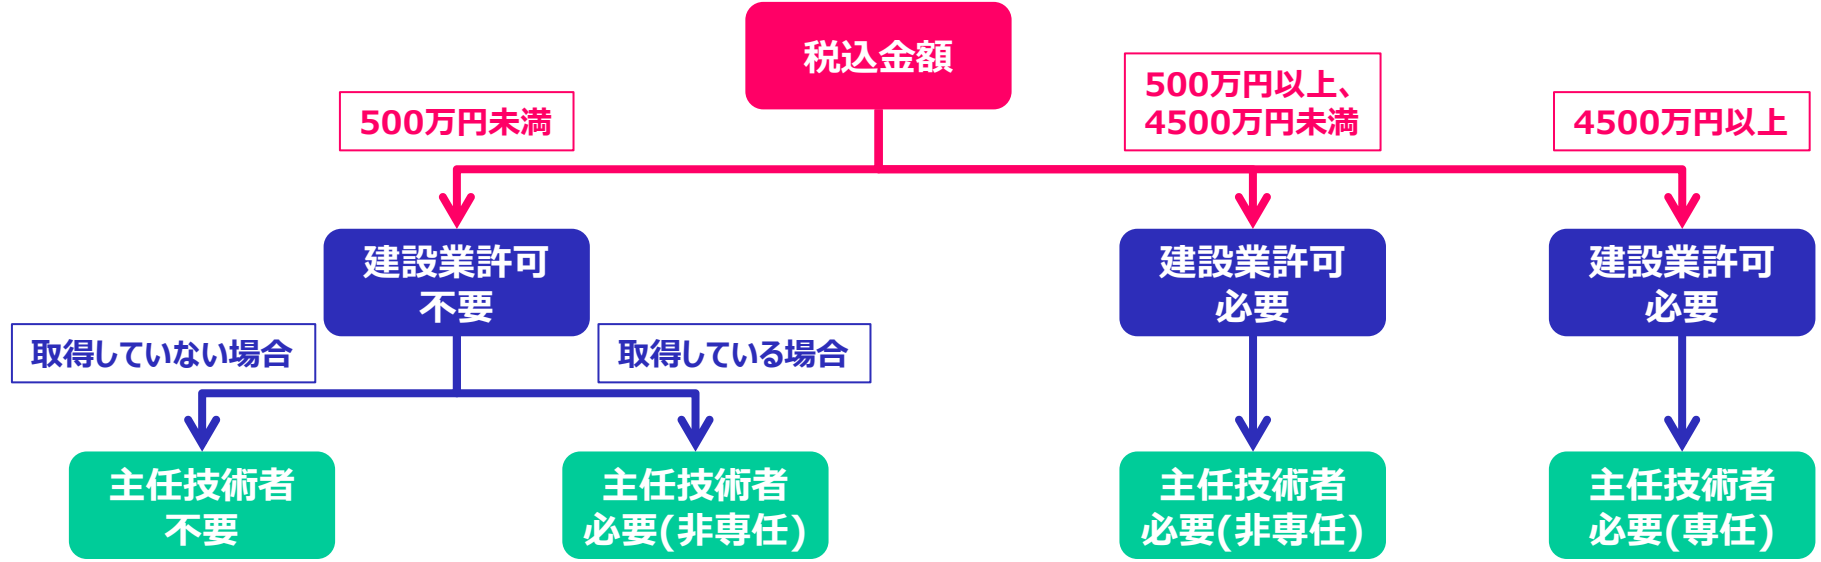 税込金額
500万円未満
500万円以上、
4500万円未満
4500万円以上
建設業許可
不要
建設業許可
必要
建設業許可
必要
取得していない場合
取得している場合
主任技術者
不要
主任技術者
必要(非専任)
主任技術者
必要(非専任)
主任技術者
必要(専任)